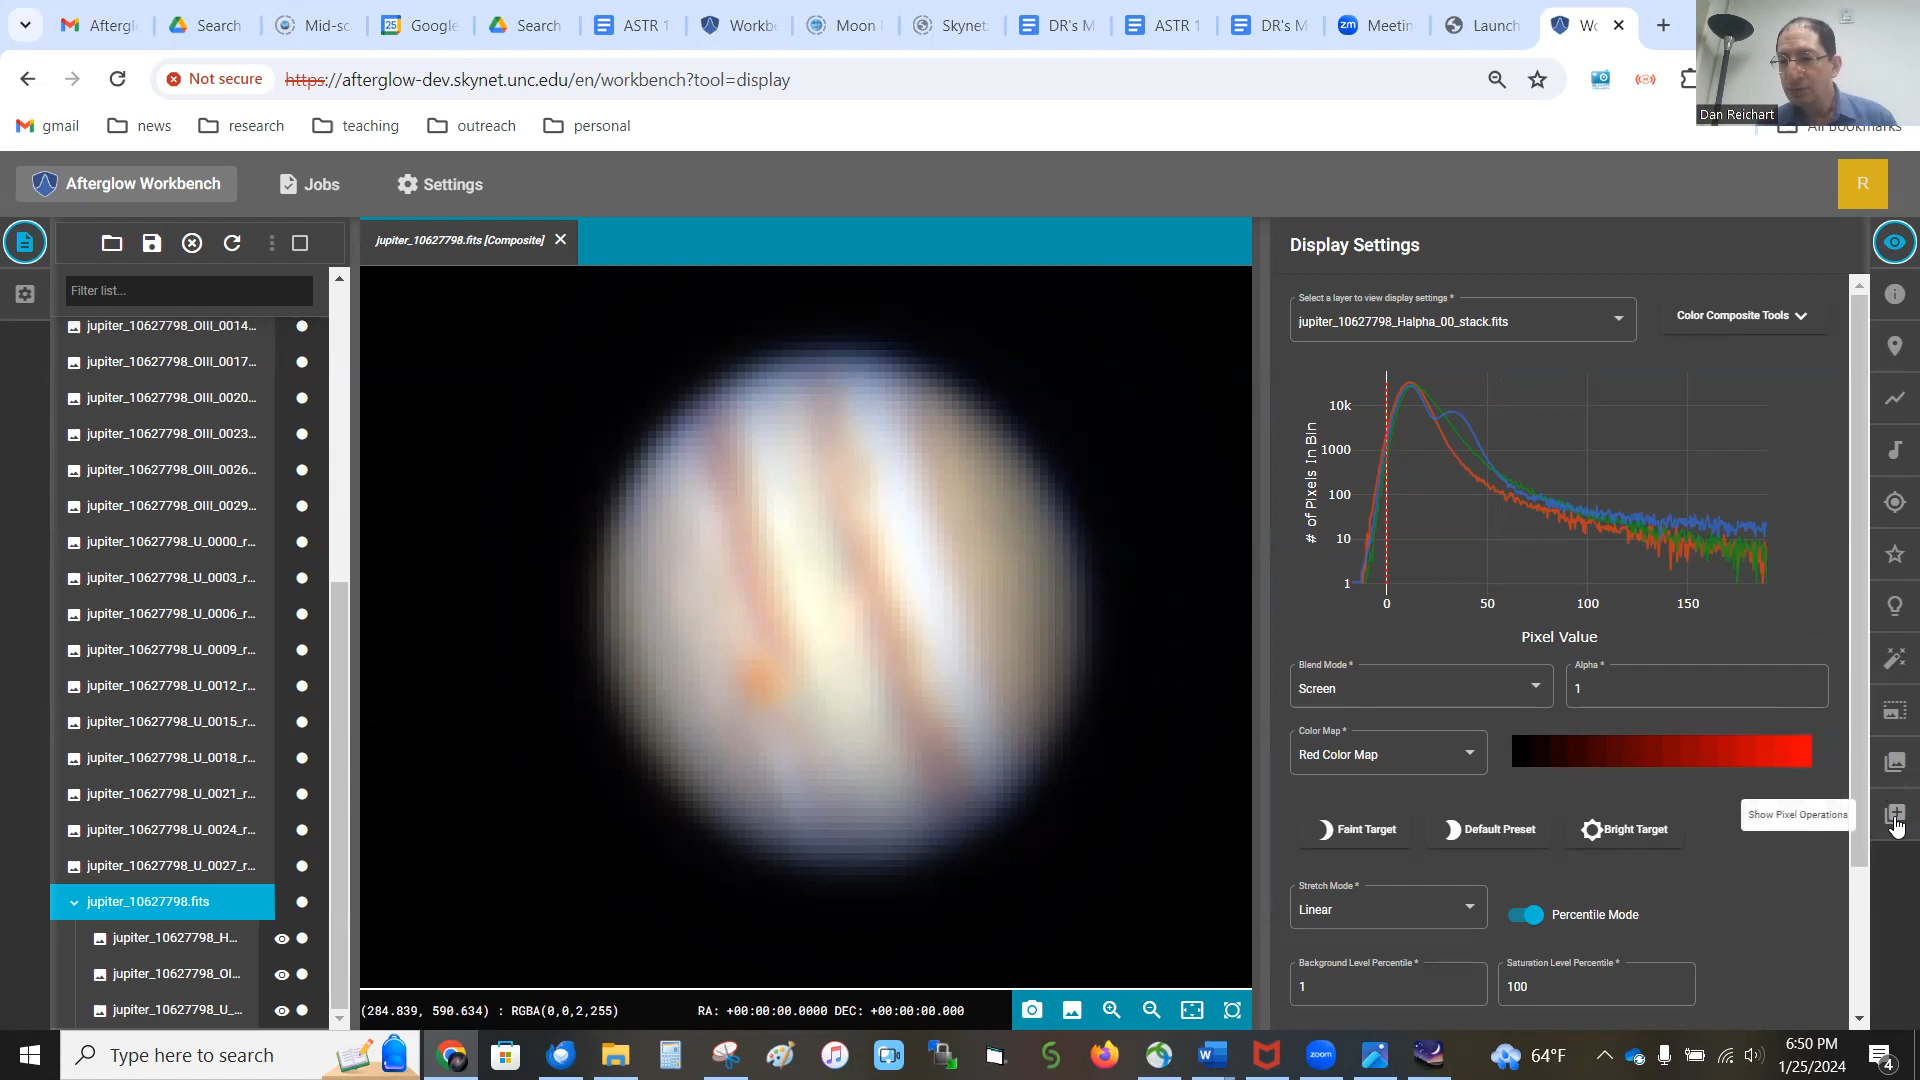 Afterglo
Search
Mid-sc
Google
Search
ASTR 1
Workbe
Moon
Skynet
DR's M
ASTR 1
DR's M
Meetin
Launch
Wo
Not secure
https://afterglow-dev.skynet.unc.edu/en/workbench?tool=display
Dan Reichart
gmail
news
research
teaching
outreach
personal
All Bookmarks
Afterglow Workbench
Jobs
Settings
R
jupiter_10627798.fits [Composite]
Display Settings
Filter list...
jupiter_10627798_OIII_0014...
jupiter_10627798_OIII_0017...
jupiter_10627798_OIII_0020...
jupiter_10627798_OIII_0023...
jupiter_10627798_OIII_0026...
jupiter_10627798_OIII_0029...
jupiter_10627798_U_0000_r...
jupiter_10627798_U_0003_r...
jupiter_10627798_U_0006_r...
jupiter_10627798_U_0009_r...
jupiter_10627798_U_0012_r...
jupiter_10627798_U_0015_r...
jupiter_10627798_U_0018_r...
jupiter_10627798_U_0021_r...
jupiter_10627798_U_0024_r...
jupiter_10627798_U_0027_r...
jupiter_10627798.fits
jupiter_10627798_H...
jupiter_10627798_OI...
jupiter_10627798_U_...
(284.839, 590.634) : RGBA(0,0,2,255)
RA: +00:00:00.0000 DEC: +00:00:00.000
Select a layer to view display settings *
jupiter_10627798_Halpha_00_stack.fits
Color Composite Tools
# of Pixels In Bin
10k
1000
100
10
1
0
50
100
150
Pixel Value
Blend Mode *
Screen
Alpha *
1
Color Map *
Red Color Map
Show Pixel Operations
Faint Target
Default Preset
Bright Target
Stretch Mode *
Linear
Percentile Mode
Background Level Percentile *
1
Saturation Level Percentile *
100
Type here to search
zoom
64°F
6:50 PM
1/25/2024
4